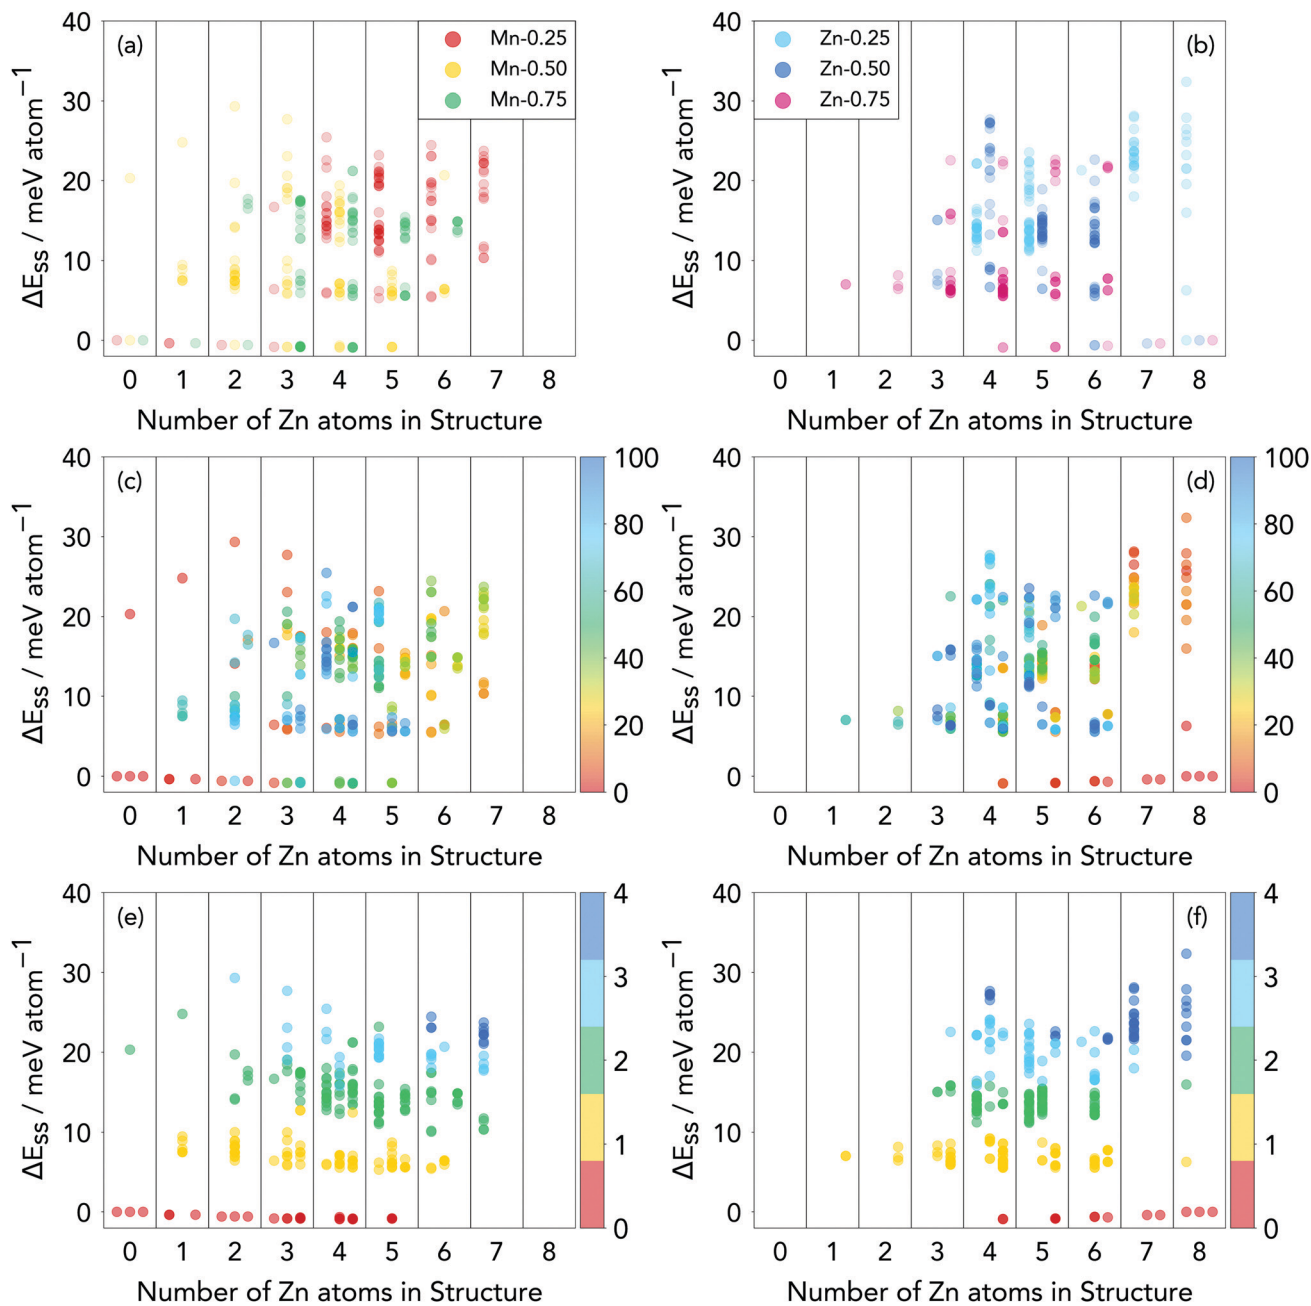 40
30
20
10
0
ΔE_ss / meV atom⁻¹
(a)
Mn-0.25
Mn-0.50
Mn-0.75
0 1 2 3 4 5 6 7 8
Number of Zn atoms in Structure
40
30
20
10
0
ΔE_ss / meV atom⁻¹
Zn-0.25
Zn-0.50
Zn-0.75
(b)
0 1 2 3 4 5 6 7 8
Number of Zn atoms in Structure
40
30
20
10
0
ΔE_ss / meV atom⁻¹
(c)
100
80
60
40
20
0
0 1 2 3 4 5 6 7 8
Number of Zn atoms in Structure
40
30
20
10
0
ΔE_ss / meV atom⁻¹
(d)
100
80
60
40
20
0
0 1 2 3 4 5 6 7 8
Number of Zn atoms in Structure
40
30
20
10
0
ΔE_ss / meV atom⁻¹
(e)
4
3
2
1
0
0 1 2 3 4 5 6 7 8
Number of Zn atoms in Structure
40
30
20
10
0
ΔE_ss / meV atom⁻¹
(f)
4
3
2
1
0
0 1 2 3 4 5 6 7 8
Number of Zn atoms in Structure